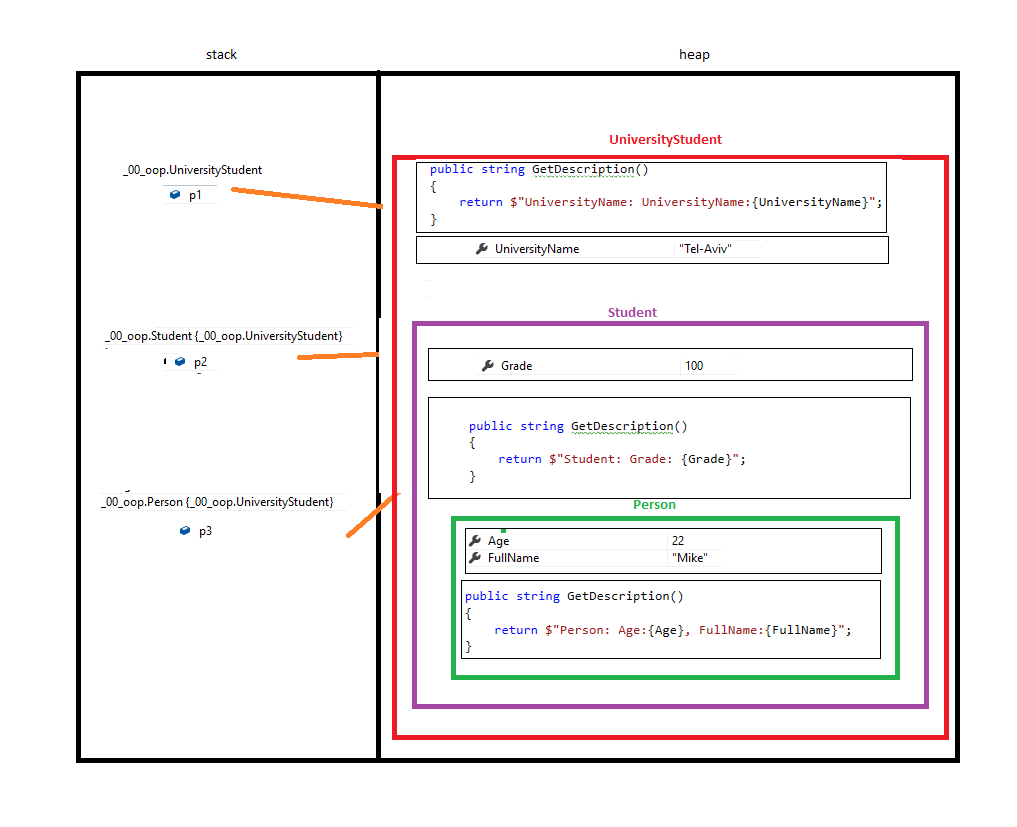 stack
heap
UniversityStudent
_00_oop.UniversityStudent
p1
public string GetDescription()
{
return $"UniversityName: UniversityName:{UniversityName}";
}
UniversityName "Tel-Aviv"
Student
_00_oop.Student {_00_oop.UniversityStudent}
p2
Grade 100
public string GetDescription()
{
return $"Student: Grade: {Grade}";
}
_00_oop.Person {_00_oop.UniversityStudent}
p3
Person
Age 22
FullName "Mike"
public string GetDescription()
{
return $"Person: Age:{Age}, FullName:{FullName}";
}